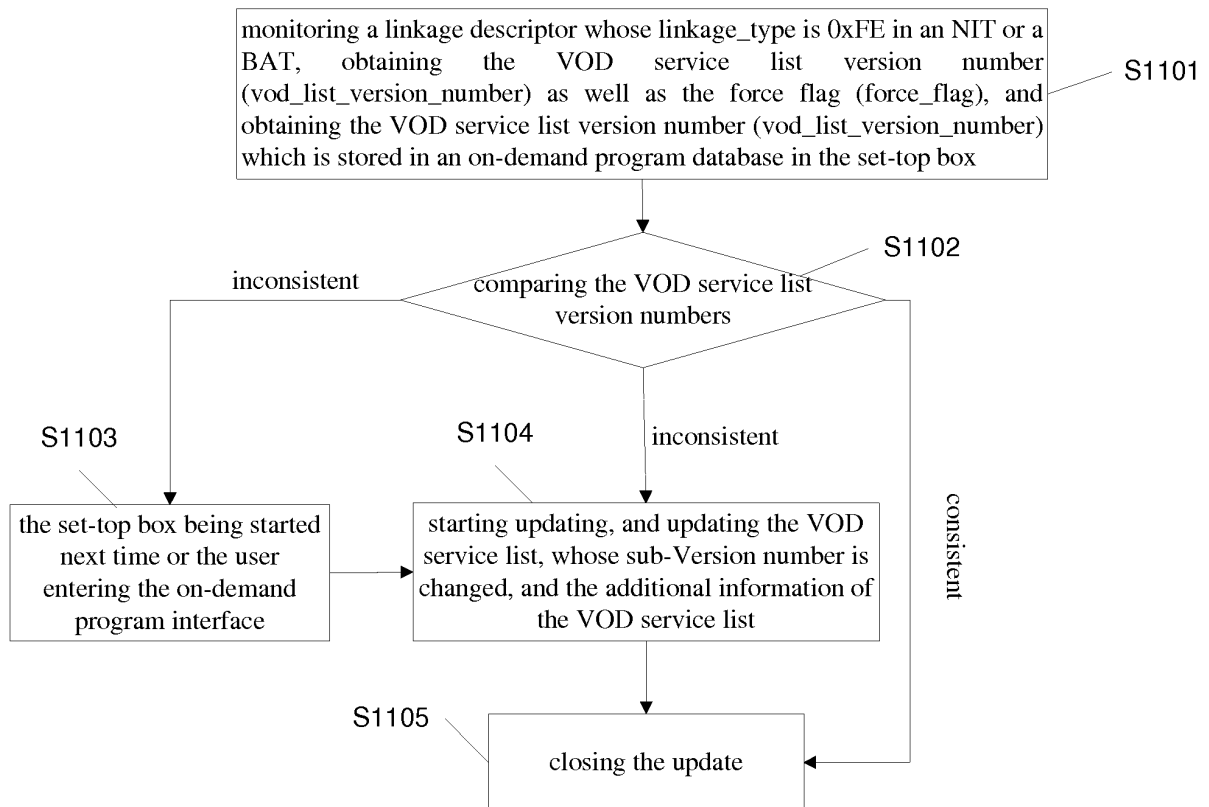 monitoring a linkage descriptor whose linkage_type is 0xFE in an NIT or a
BAT, obtaining the VOD service list version number
(vod_list_version_number) as well as the force flag (force_flag), and
obtaining the VOD service list version number (vod_list_version_number)
which is stored in an on-demand program database in the set-top box
S1101
S1102
inconsistent
comparing the VOD service list
version numbers
S1103
S1104
inconsistent
consistent
the set-top box being started
next time or the user
entering the on-demand
program interface
starting updating, and updating the VOD
service list, whose sub-Version number is
changed, and the additional information of
the VOD service list
S1105
closing the update